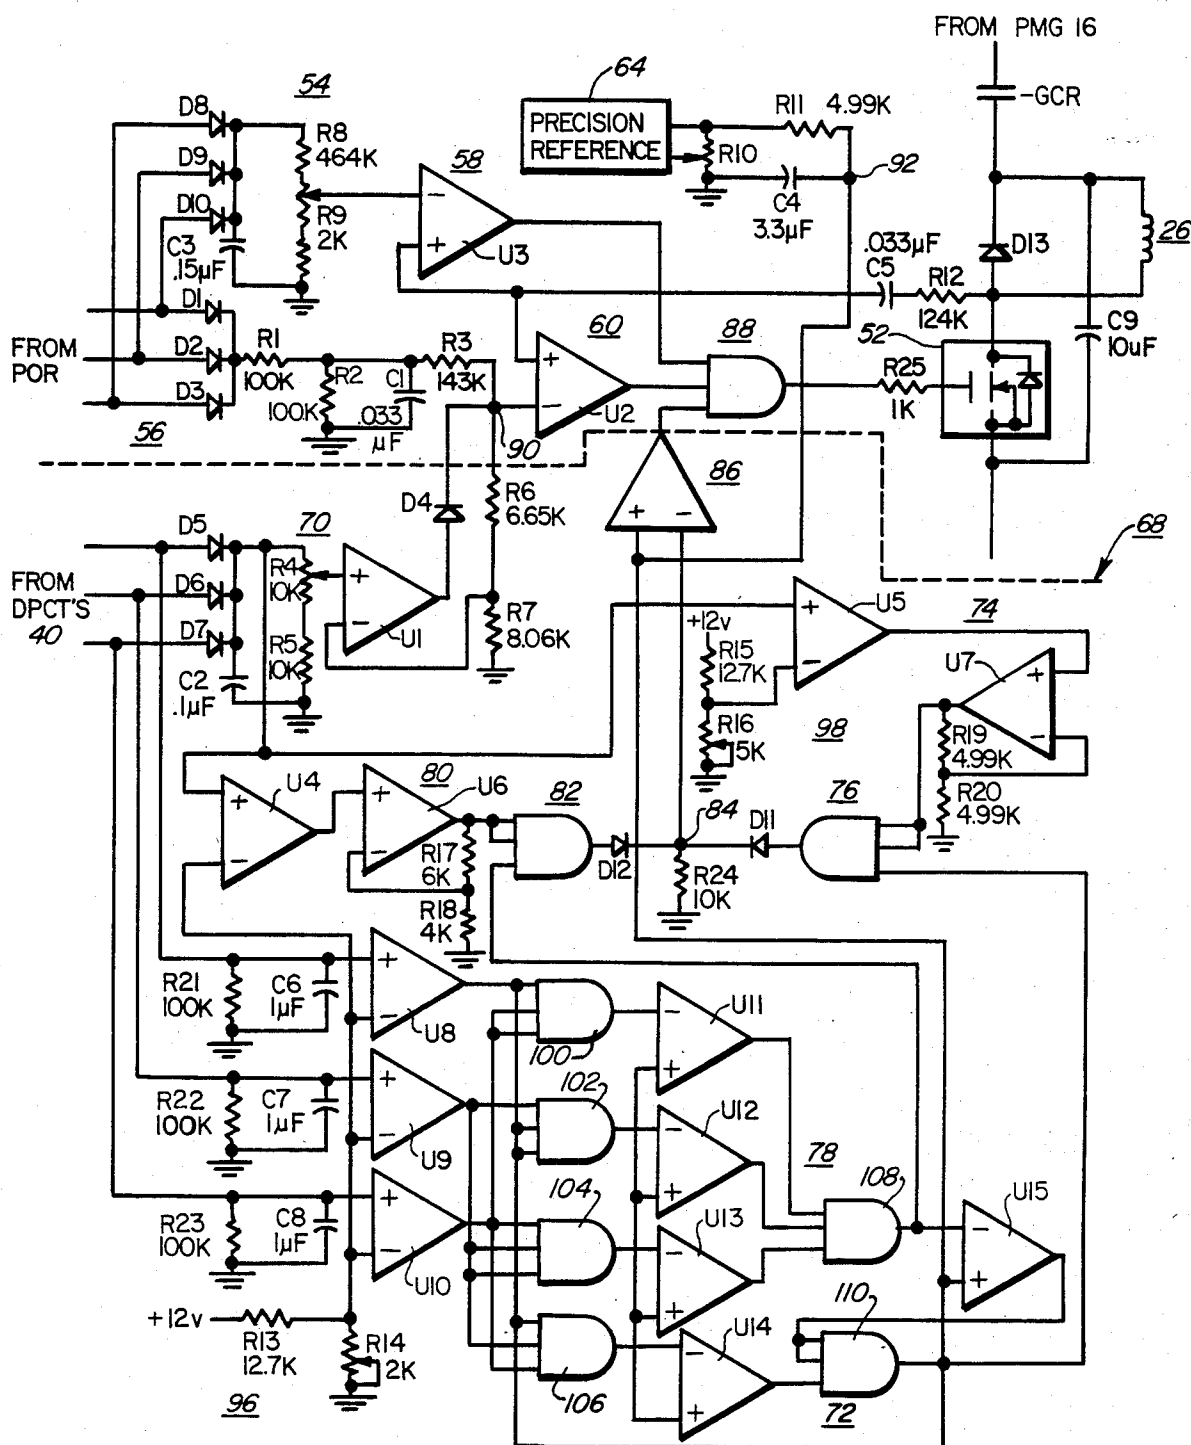 FROM PMG 16
-GCR
64
PRECISION
REFERENCE
R11 4.99K
R10
C4
3.3µF
92
54
D8
D9
D10
R8
464K
R9
2K
C3
.15µF
58
−
+
U3
.033µF
C5
R12
124K
D13
26
C9
10uF
52
D1
D2
D3
FROM
POR
56
R1
100K
R2
100K
C1
.033
µF
R3
143K
60
+
−
U2
90
88
R25
1K
68
86
+ −
D4
R6
6.65K
R7
8.06K
70
D5
D6
D7
FROM
DPCT'S
40
R4
10K
R5
10K
C2
.1µF
+
−
U1
+12v
R15
12.7K
R16
5K
+
−
U5
74
U7
+
−
98
R19
4.99K
R20
4.99K
+
−
U4
80
+
−
U6
R17
6K
R18
4K
82
D12
84
R24
10K
D11
76
R21
100K
C6
1µF
+
−
U8
R22
100K
C7
1µF
+
−
U9
R23
100K
C8
1µF
+
−
U10
+12v
R13
12.7K
R14
2K
96
100
102
104
106
−
+
U11
−
+
U12
−
+
U13
−
+
U14
78
108
110
72
−
+
U15